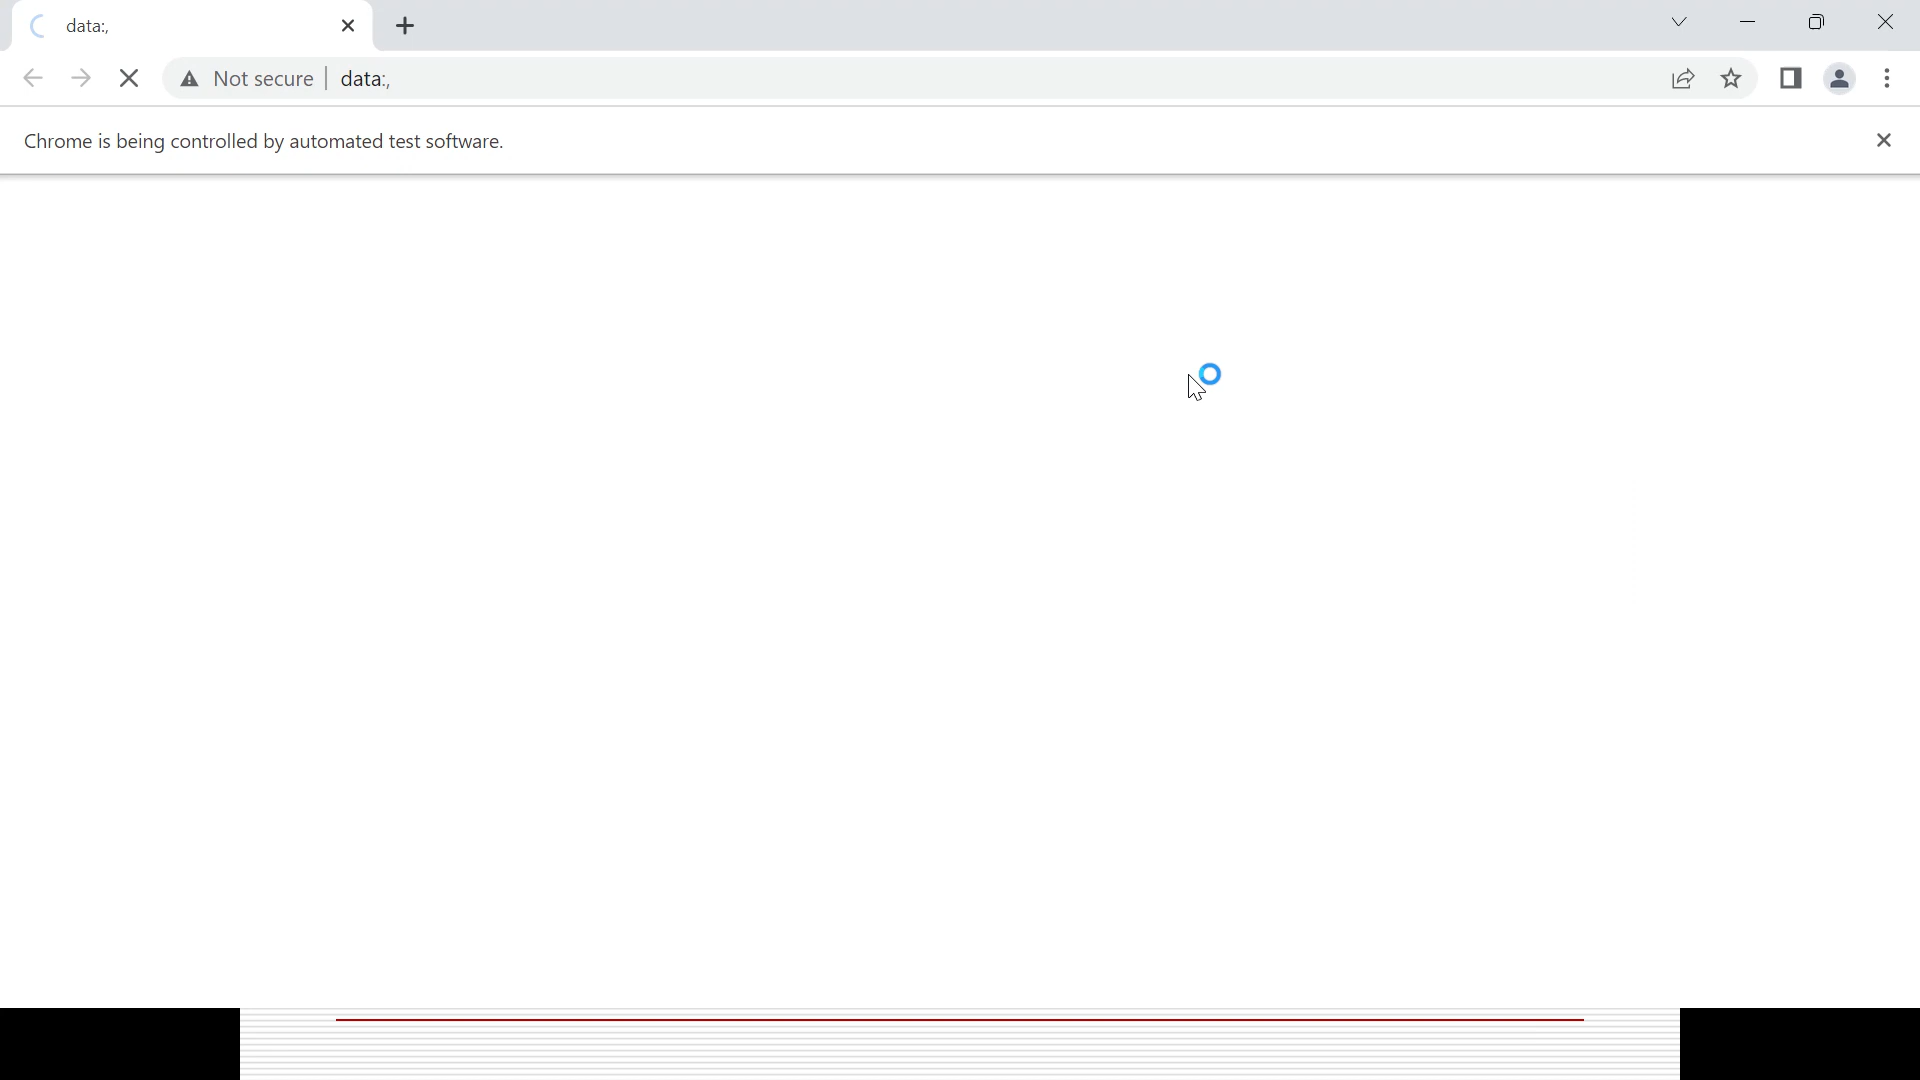 data:,
Not secure data:,
Chrome is being controlled by automated test software.